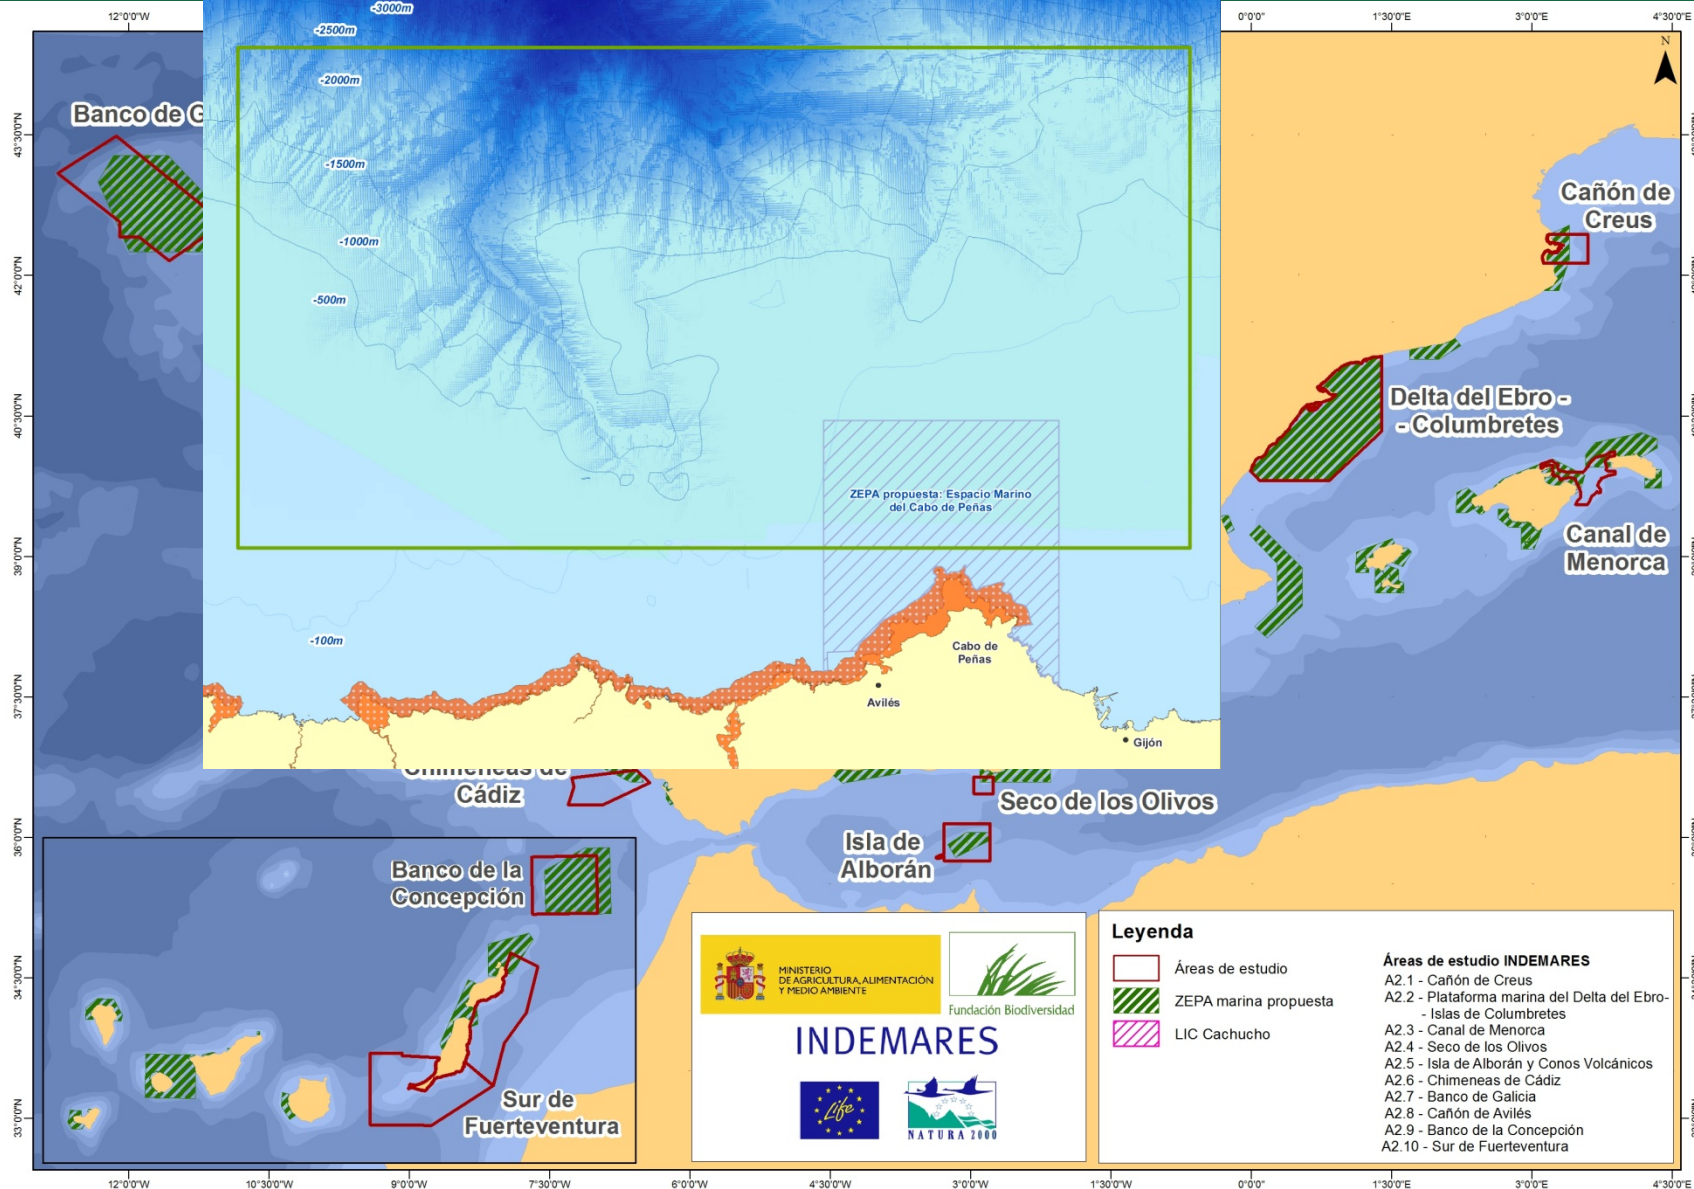 12°0'0"W
0°0'0"
1°30'0"E
3°0'0"E
4°30'0"E
N
-3000m
-2500m
-2000m
-1500m
-1000m
-500m
-100m
ZEPA propuesta: Espacio Marino
del Cabo de Peñas
Cabo de
Peñas
Avilés
Gijón
Banco de G
Cañón de
Creus
Delta del Ebro -
- Columbretes
Canal de
Menorca
Chimeneas de
Cádiz
Seco de los Olivos
Isla de
Alborán
Banco de la
Concepción
Sur de
Fuerteventura
43°30'0"N
42°0'0"N
40°30'0"N
39°0'0"N
37°30'0"N
36°0'0"N
34°30'0"N
33°0'0"N
MINISTERIO
DE AGRICULTURA, ALIMENTACIÓN
Y MEDIO AMBIENTE
Fundación Biodiversidad
INDEMARES
Life
NATURA 2000
Leyenda
Áreas de estudio
ZEPA marina propuesta
LIC Cachucho
Áreas de estudio INDEMARES
A2.1 - Cañón de Creus
A2.2 - Plataforma marina del Delta del Ebro-
- Islas de Columbretes
A2.3 - Canal de Menorca
A2.4 - Seco de los Olivos
A2.5 - Isla de Alborán y Conos Volcánicos
A2.6 - Chimeneas de Cádiz
A2.7 - Banco de Galicia
A2.8 - Cañón de Avilés
A2.9 - Banco de la Concepción
A2.10 - Sur de Fuerteventura
12°0'0"W
10°30'0"W
9°0'0"W
7°30'0"W
6°0'0"W
4°30'0"W
3°0'0"W
1°30'0"W
0°0'0"
1°30'0"E
3°0'0"E
4°30'0"E